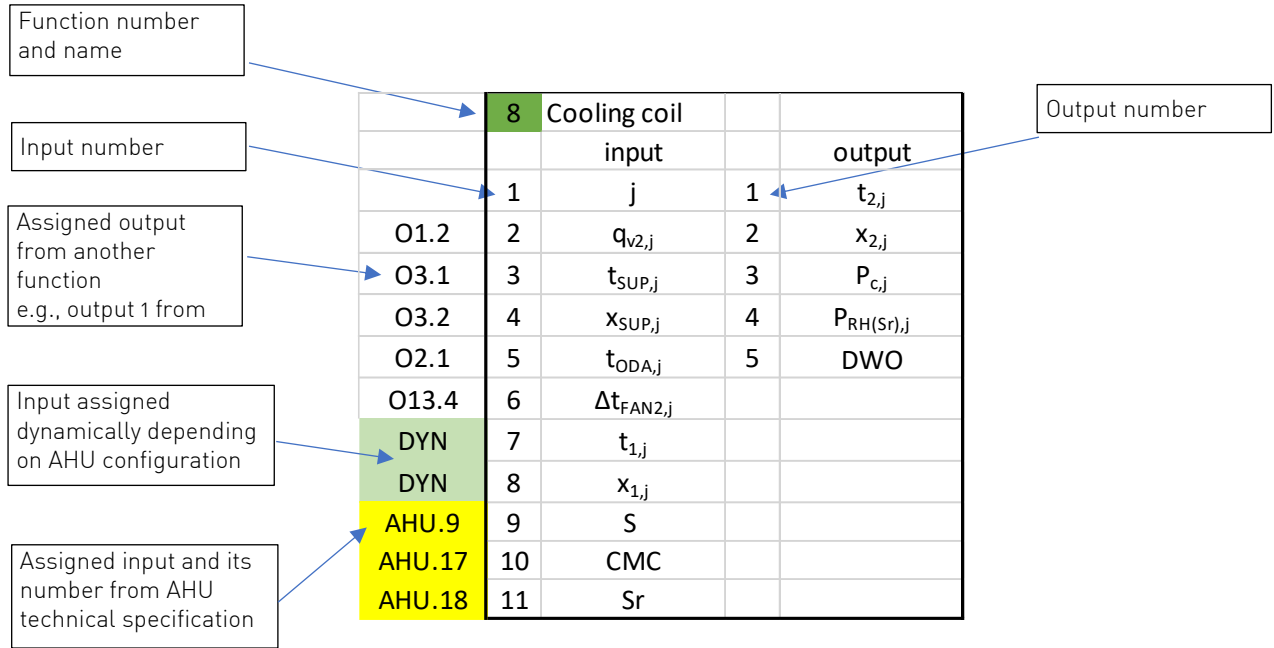 Function number
and name
8 Cooling coil
Output number
Input number
input output
1 j 1 t2,j
Assigned output
from another
function
e.g., output 1 from
O1.2 2 qv2,j 2 x2,j
O3.1 3 tSUP,j 3 Pc,j
O3.2 4 xSUP,j 4 PRH(Sr),j
O2.1 5 tODA,j 5 DWO
O13.4 6 ΔtFAN2,j
Input assigned
dynamically depending
on AHU configuration
DYN 7 t1,j
DYN 8 x1,j
AHU.9 9 S
AHU.17 10 CMC
AHU.18 11 Sr
Assigned input and its
number from AHU
technical specification